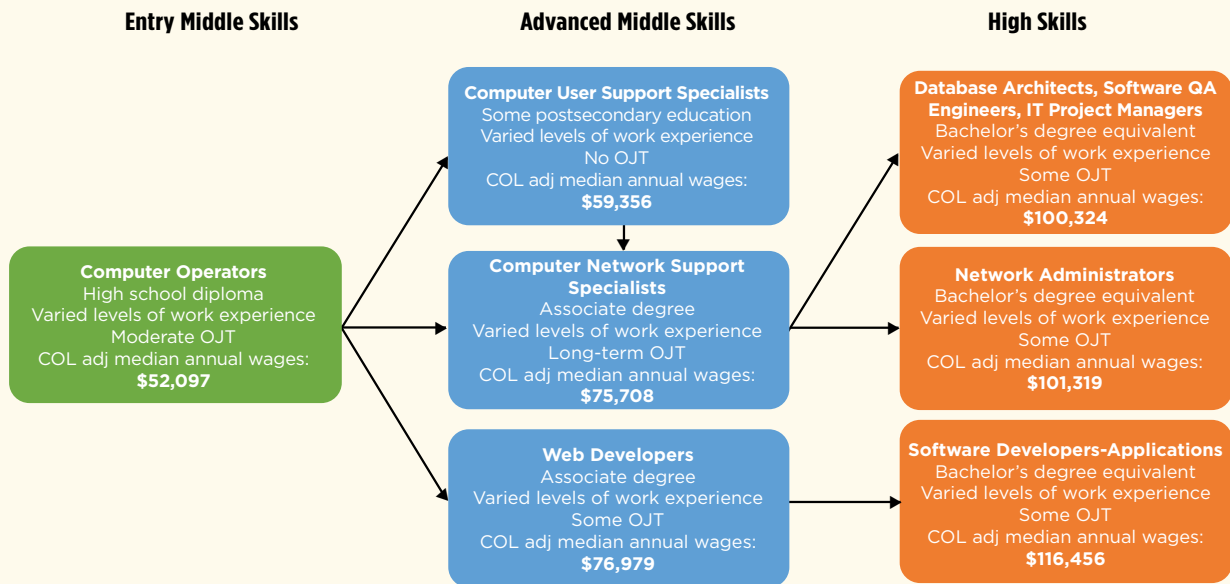 Entry Middle Skills
Advanced Middle Skills
High Skills
Computer Operators
High school diploma
Varied levels of work experience
Moderate OJT
COL adj median annual wages:
$52,097
Computer User Support Specialists
Some postsecondary education
Varied levels of work experience
No OJT
COL adj median annual wages:
$59,356
Computer Network Support
Specialists
Associate degree
Varied levels of work experience
Long-term OJT
COL adj median annual wages:
$75,708
Web Developers
Associate degree
Varied levels of work experience
Some OJT
COL adj median annual wages:
$76,979
Database Architects, Software QA
Engineers, IT Project Managers
Bachelor’s degree equivalent
Varied levels of work experience
Some OJT
COL adj median annual wages:
$100,324
Network Administrators
Bachelor’s degree equivalent
Varied levels of work experience
Some OJT
COL adj median annual wages:
$101,319
Software Developers-Applications
Bachelor’s degree equivalent
Varied levels of work experience
Some OJT
COL adj median annual wages:
$116,456